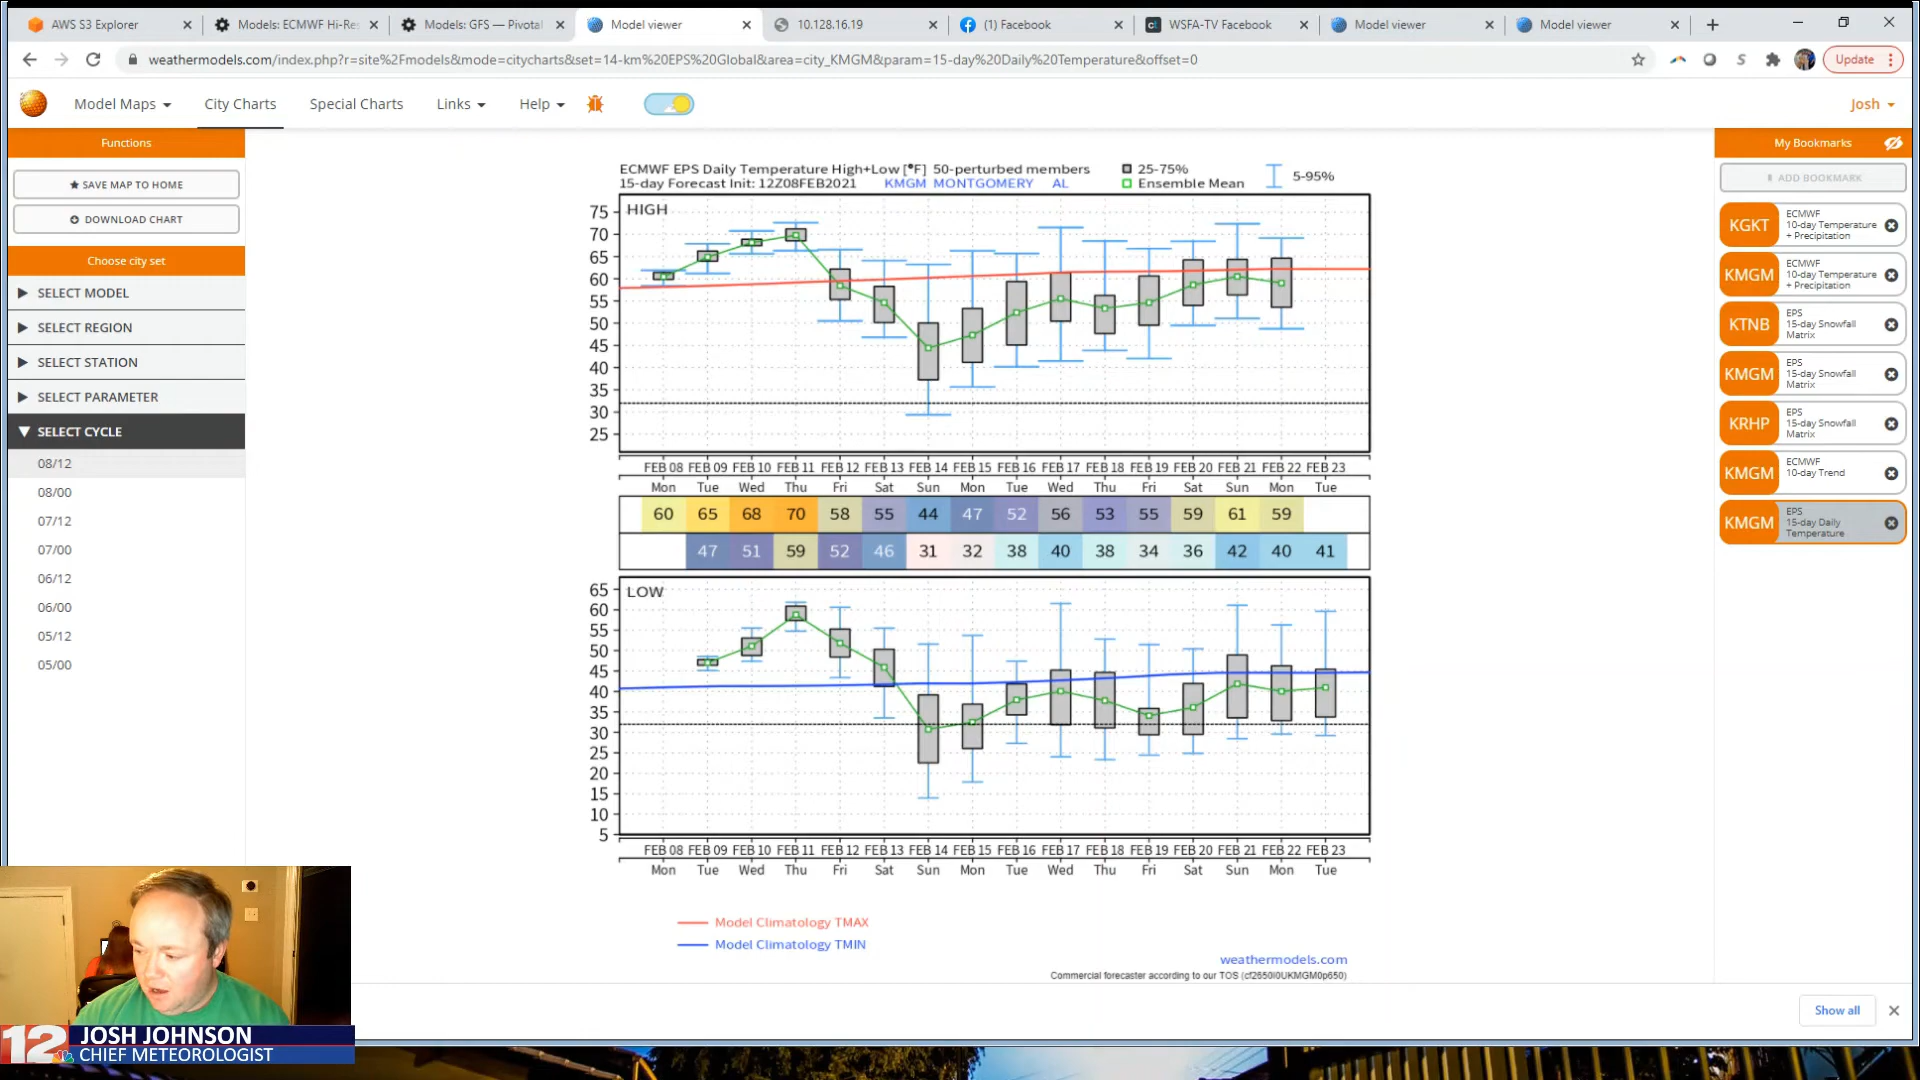 AWS S3 Explorer
Models: ECMWF Hi-Res
Models: GFS — Pivotal
Model viewer
10.128.16.19
(1) Facebook
WSFA-TV Facebook
Model viewer
Model viewer
weathermodels.com/index.php?r=site%2Fmodels&mode=citycharts&set=14-km%20EPS%20Global&area=city_KMGM&param=15-day%20Daily%20Temperature&offset=0
Update
Model Maps
City Charts
Special Charts
Links
Help
Josh
Functions
SAVE MAP TO HOME
DOWNLOAD CHART
Choose city set
SELECT MODEL
SELECT REGION
SELECT STATION
SELECT PARAMETER
SELECT CYCLE
08/12
08/00
07/12
07/00
06/12
06/00
05/12
05/00
ECMWF EPS Daily Temperature High+Low [°F] 50-perturbed members
15-day Forecast Init: 12Z08FEB2021 KMGM MONTGOMERY AL
25-75%
Ensemble Mean
5-95%
HIGH
75
70
65
60
55
50
45
40
35
30
25
FEB 08 FEB 09 FEB 10 FEB 11 FEB 12 FEB 13 FEB 14 FEB 15 FEB 16 FEB 17 FEB 18 FEB 19 FEB 20 FEB 21 FEB 22 FEB 23
Mon Tue Wed Thu Fri Sat Sun Mon Tue Wed Thu Fri Sat Sun Mon Tue
60 65 68 70 58 55 44 47 52 56 53 55 59 61 59
47 51 59 52 46 31 32 38 40 38 34 36 42 40 41
LOW
65
60
55
50
45
40
35
30
25
20
15
10
5
FEB 08 FEB 09 FEB 10 FEB 11 FEB 12 FEB 13 FEB 14 FEB 15 FEB 16 FEB 17 FEB 18 FEB 19 FEB 20 FEB 21 FEB 22 FEB 23
Mon Tue Wed Thu Fri Sat Sun Mon Tue Wed Thu Fri Sat Sun Mon Tue
Model Climatology TMAX
Model Climatology TMIN
weathermodels.com
Commercial forecaster according to our TOS (cf2650l0UKMGM0p650)
My Bookmarks
ADD BOOKMARK
KGKT
ECMWF
10-day Temperature
+ Precipitation
KMGM
ECMWF
10-day Temperature
+ Precipitation
KTNB
EPS
15-day Snowfall
Matrix
KMGM
EPS
15-day Snowfall
Matrix
KRHP
EPS
15-day Snowfall
Matrix
KMGM
ECMWF
10-day Trend
KMGM
EPS
15-day Daily
Temperature
Show all
12
JOSH JOHNSON
CHIEF METEOROLOGIST